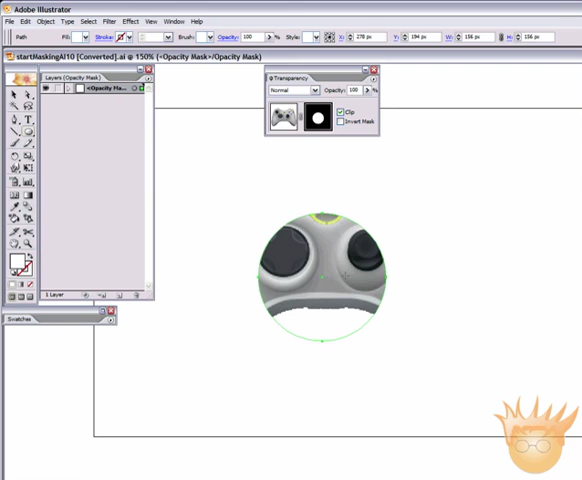 Adobe Illustrator
File Edit Object Type Select Filter Effect View Window Help
Path Fill: Stroke: Brush: Opacity: 100 Style: X: 278 px Y: 194 px W: 156 px H: 156 px
startMaskingAI10 [Converted].ai @ 150% (<Opacity Mask>/Opacity Mask)
Layers (Opacity Mask)
<Opacity Ma...
Transparency
Normal Opacity: 100
Clip
Invert Mask
1 Layer
Swatches